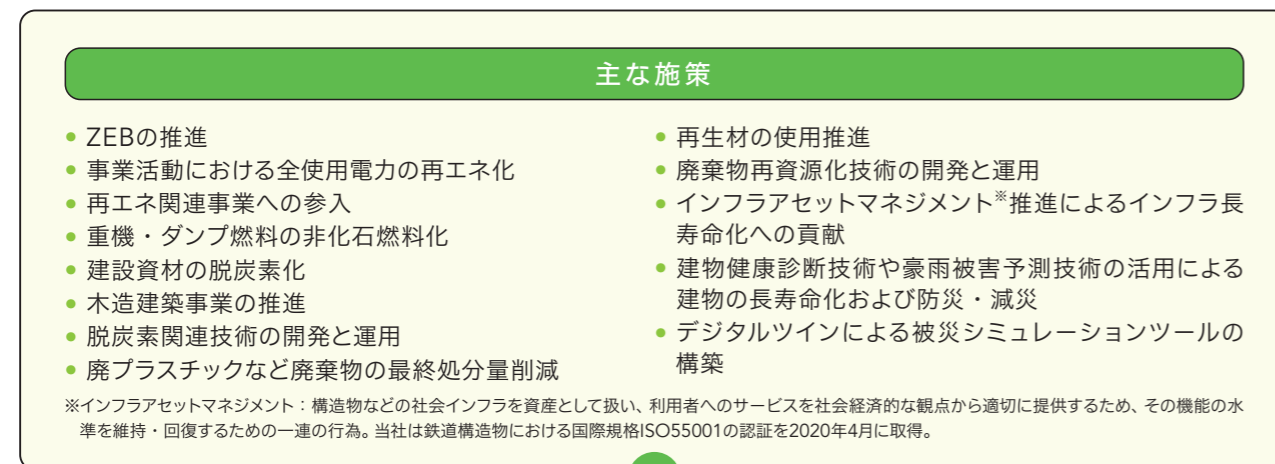 主な施策
• ZEBの推進
• 事業活動における全使用電力の再エネ化
• 再エネ関連事業への参入
• 重機・ダンプ燃料の非化石燃料化
• 建設資材の脱炭素化
• 木造建築事業の推進
• 脱炭素関連技術の開発と運用
• 廃プラスチックなど廃棄物の最終処分量削減
• 再生材の使用推進
• 廃棄物再資源化技術の開発と運用
• インフラアセットマネジメント※推進によるインフラ長
寿命化への貢献
• 建物健康診断技術や豪雨被害予測技術の活用による
建物の長寿命化および防災・減災
• デジタルツインによる被災シミュレーションツールの
構築
※インフラアセットマネジメント：構造物などの社会インフラを資産として扱い、利用者へのサービスを社会経済的な観点から適切に提供するため、その機能の水
準を維持・回復するための一連の行為。当社は鉄道構造物における国際規格ISO55001の認証を2020年4月に取得。